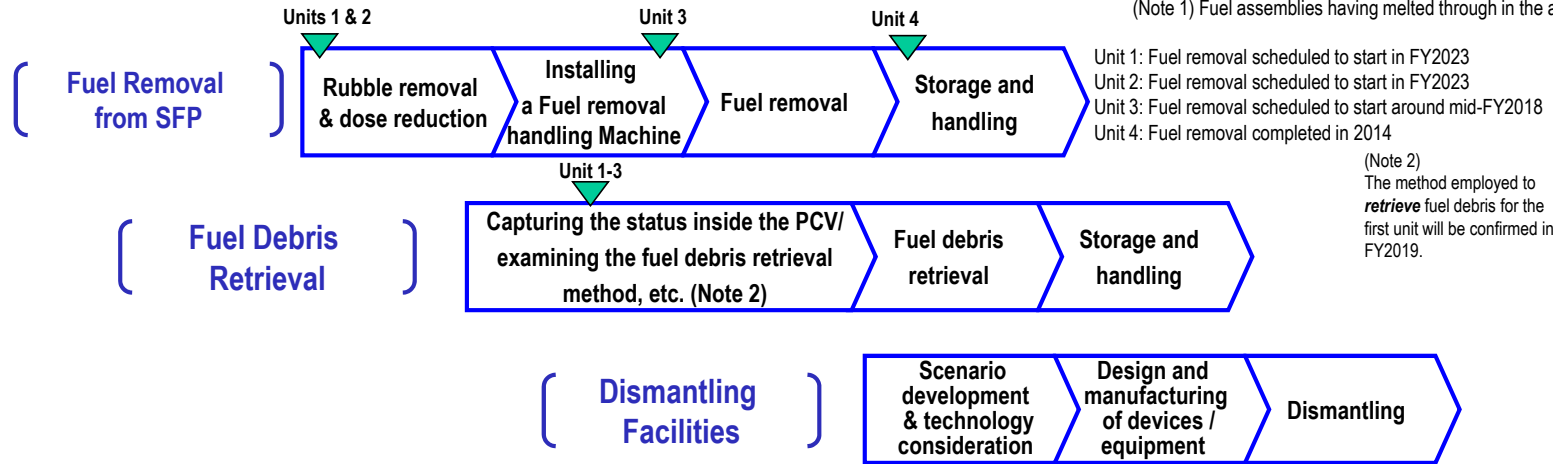 (Note 1) Fuel assemblies having melted through in the
Units 1 & 2
Unit 3
Unit 4
Fuel Removal
from SFP
Rubble removal
& dose reduction
Installing
a Fuel removal
handling Machine
Fuel removal
Storage and
handling
Unit 1: Fuel removal scheduled to start in FY2023
Unit 2: Fuel removal scheduled to start in FY2023
Unit 3: Fuel removal scheduled to start around mid-FY2018
Unit 4: Fuel removal completed in 2014
Unit 1-3
Fuel Debris
Retrieval
Capturing the status inside the PCV/
examining the fuel debris retrieval
method, etc. (Note 2)
Fuel debris
retrieval
Storage and
handling
(Note 2)
The method employed to
retrieve fuel debris for the
first unit will be confirmed in
FY2019.
Dismantling
Facilities
Scenario
development
& technology
consideration
Design and
manufacturing
of devices /
equipment
Dismantling